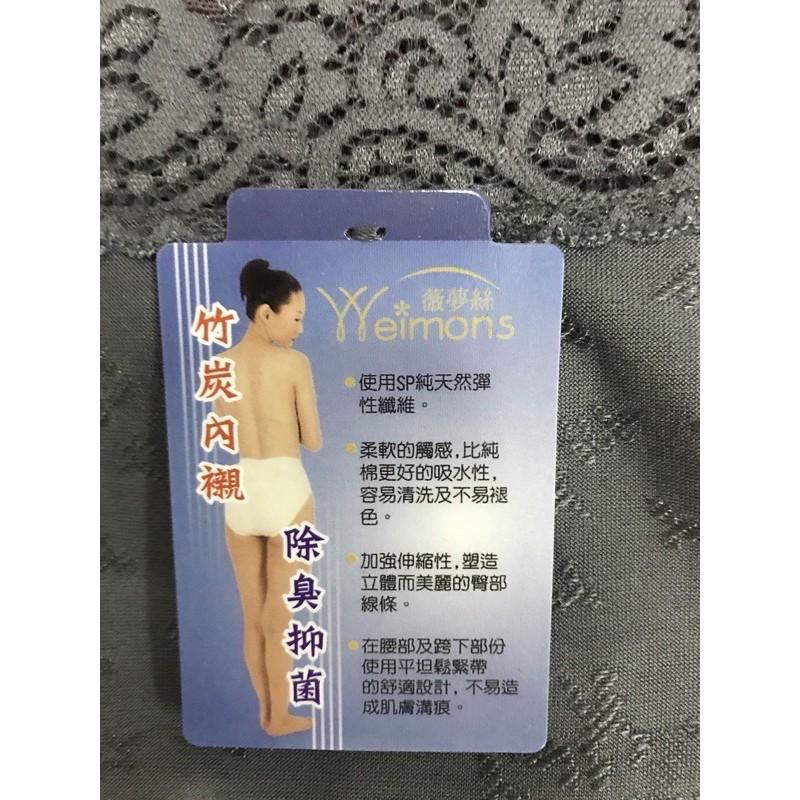 竹炭內襯
除臭抑菌
薇夢絲
Weimons
使用SP純天然彈
性纖維。
柔軟的觸感,比純
棉更好的吸水性,
容易清洗及不易褪
色。
加強伸縮性,塑造
立體而美麗的臀部
線條。
在腰部及跨下部份
使用平坦鬆緊帶
的舒適設計,不易造
成肌膚溝痕。